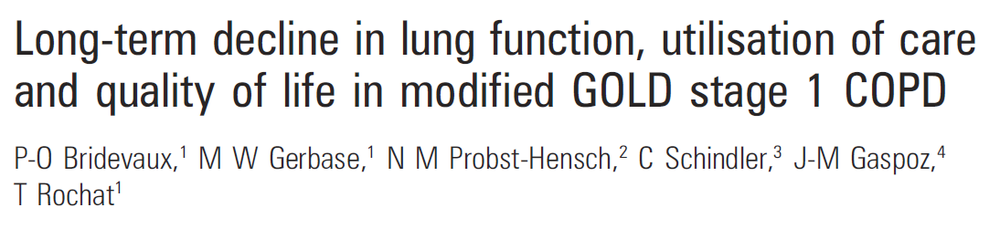 Long-term decline in lung function, utilisation of care
and quality of life in modified GOLD stage 1 COPD
P-O Bridevaux,¹ M W Gerbase,¹ N M Probst-Hensch,² C Schindler,³ J-M Gaspoz,⁴
T Rochat¹